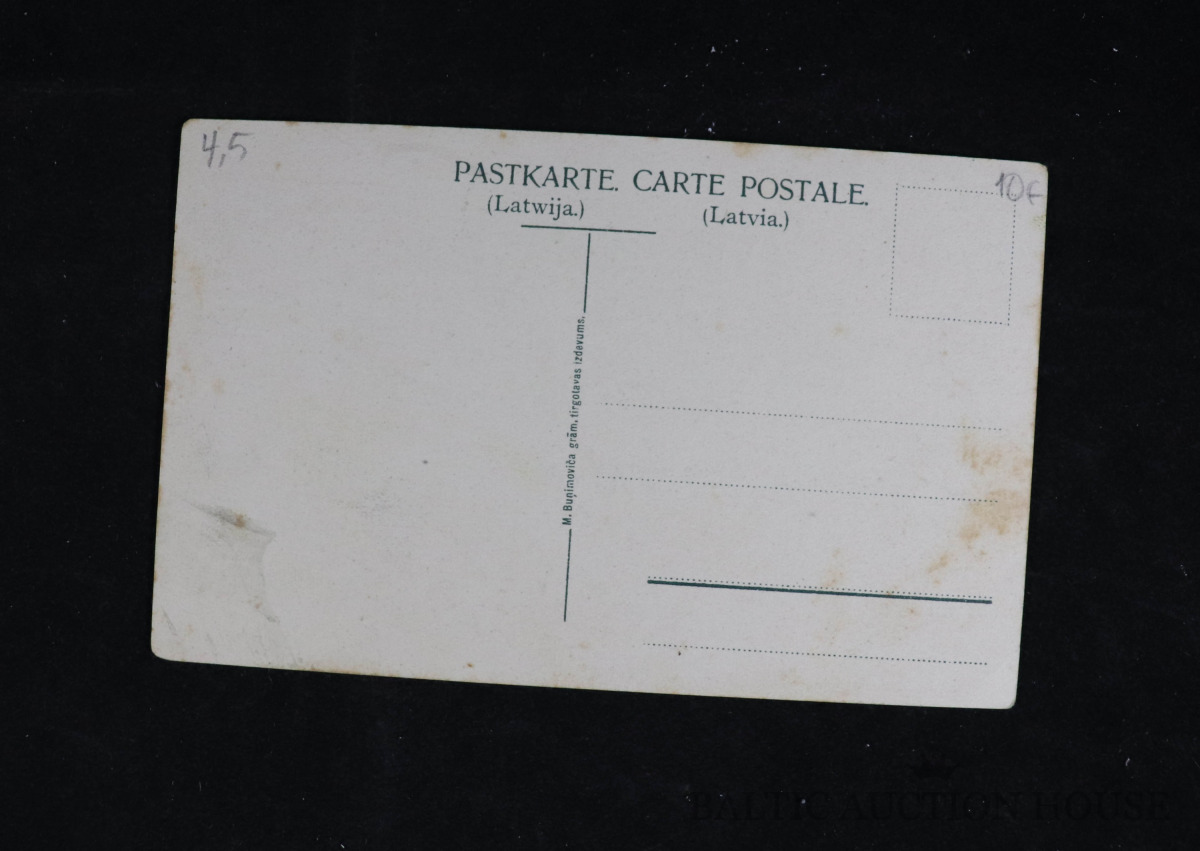 4,5
PASTKARTE. CARTE POSTALE.
10€
(Latwija.) (Latvia.)
M. Buņimoviča grām. tirgotavas izdevums.
BALTIC AUCTION HOUSE